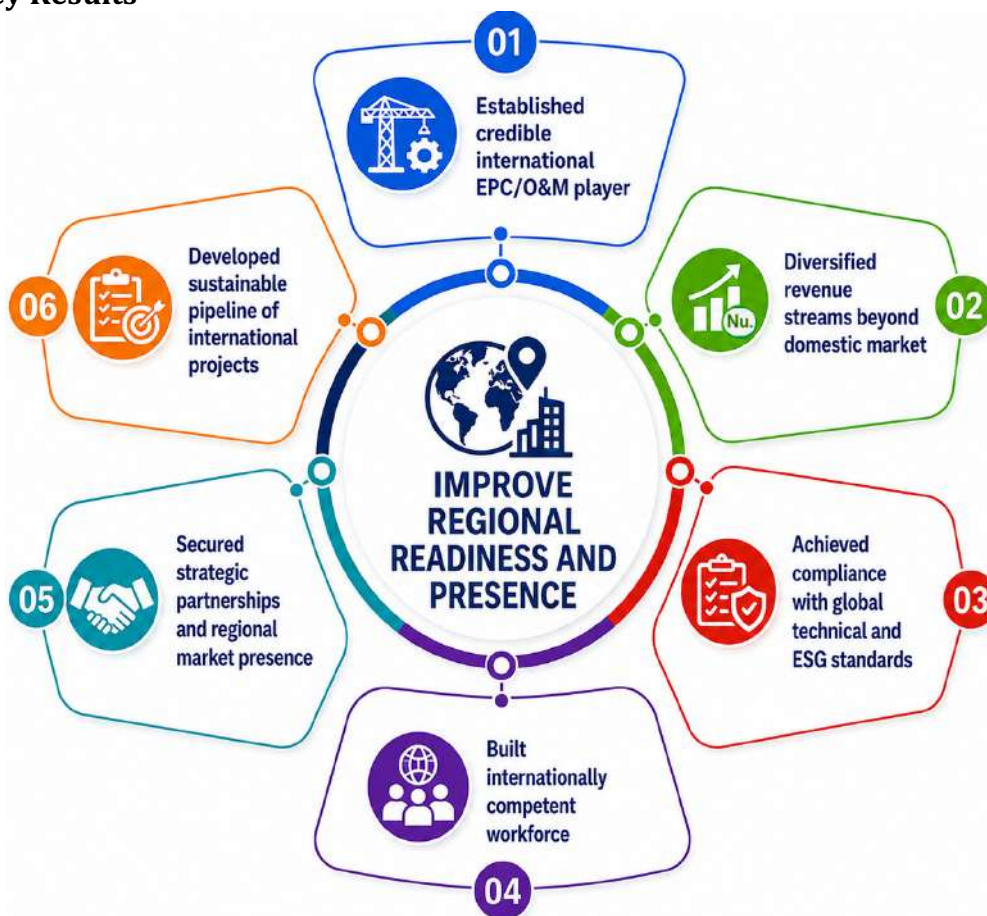 y Results
01
Established
credible
international
EPC/O&M player
02
Diversified
revenue
streams beyond
domestic market
Nu.
03
Achieved
compliance
with global
technical and
ESG standards
04
Built
internationally
competent
workforce
05
Secured
strategic
partnerships
and regional
market presence
06
Developed
sustainable
pipeline of
international
projects
IMPROVE
REGIONAL
READINESS AND
PRESENCE